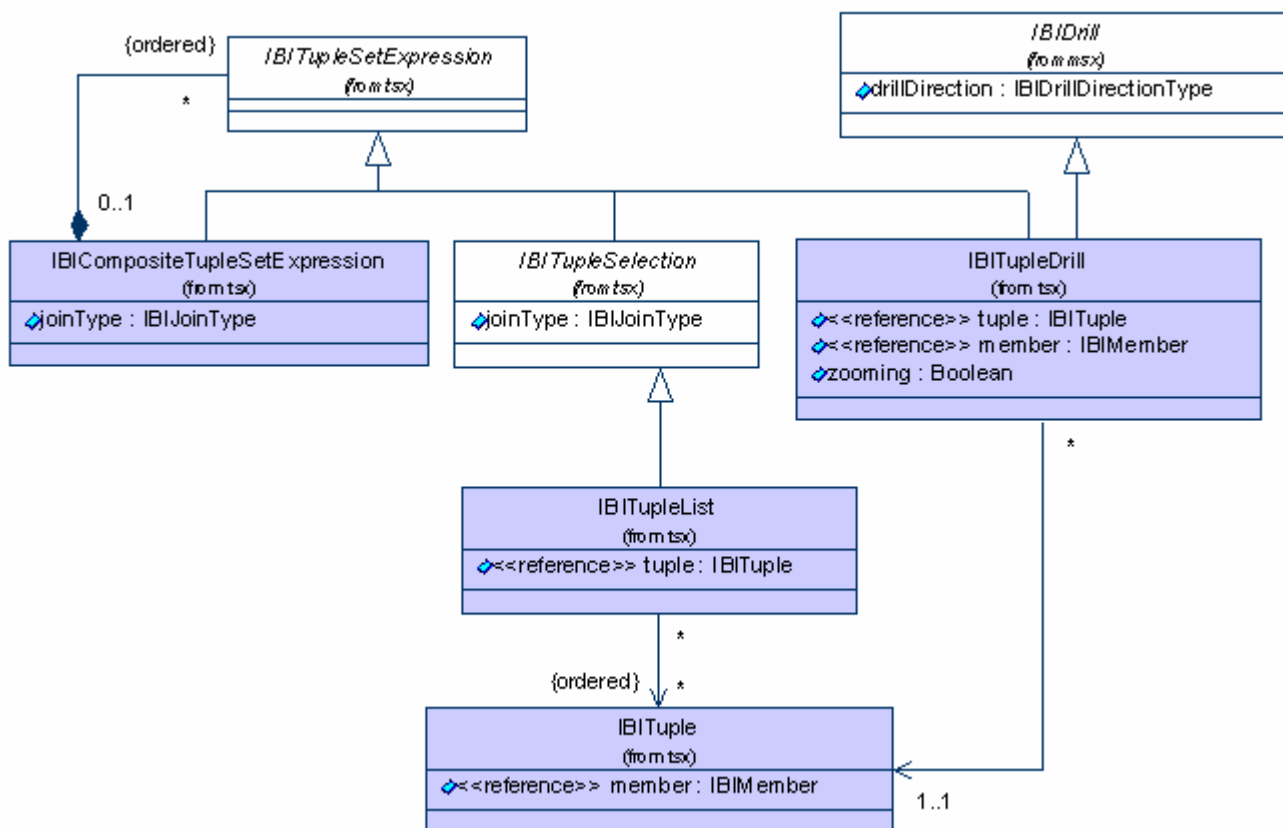 {ordered}
*
IBITupleSetExpression
(from tsx)
IBIDrill
(from msx)
drillDirection : IBIDrillDirectionType
0..1
IBICompositeTupleSetExpression
(from tsx)
joinType : IBIJoinType
IBITupleSelection
(from tsx)
joinType : IBIJoinType
IBITupleDrill
(from tsx)
<<reference>> tuple : IBITuple
<<reference>> member : IBIMember
zooming : Boolean
*
IBITupleList
(from tsx)
<<reference>> tuple : IBITuple
*
{ordered}
*
IBITuple
(from tsx)
<<reference>> member : IBIMember
1..1